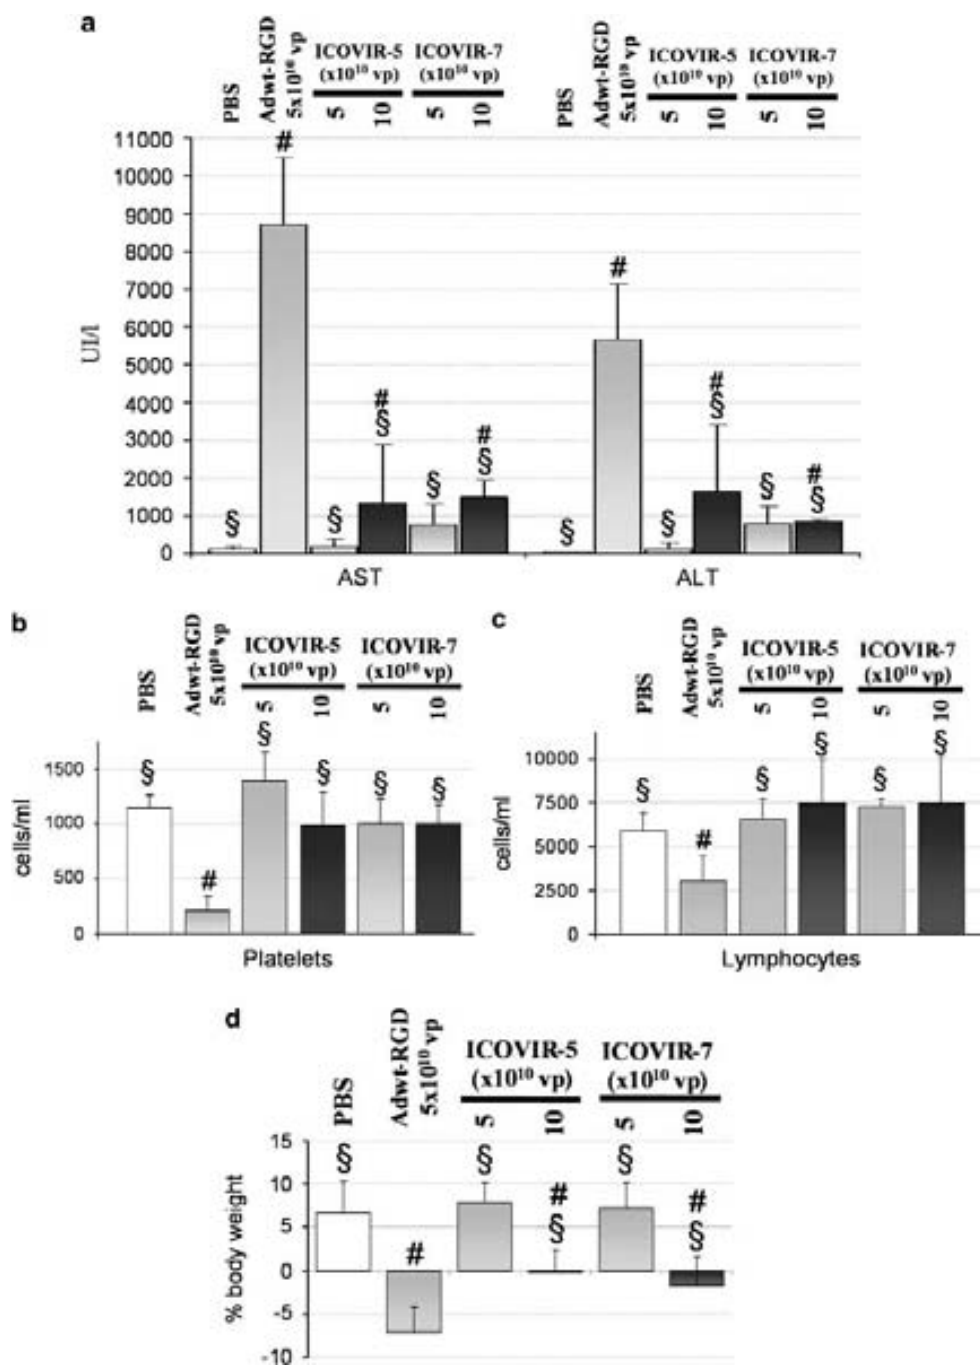 a
PBS
Adwt-RGD
5x10¹⁰ vp
ICOVIR-5
(x10¹⁰ vp)
5
10
ICOVIR-7
(x10¹⁰ vp)
5
10
PBS
Adwt-RGD
5x10¹⁰ vp
ICOVIR-5
(x10¹⁰ vp)
5
10
ICOVIR-7
(x10¹⁰ vp)
5
10
UI/l
11000
10000
9000
8000
7000
6000
5000
4000
3000
2000
1000
0
§
#
§
#
§
§
#
§
§
#
§
#
§
§
#
§
AST
ALT
b
PBS
Adwt-RGD
5x10¹⁰ vp
ICOVIR-5
(x10¹⁰ vp)
5
10
ICOVIR-7
(x10¹⁰ vp)
5
10
cells/ml
1500
1000
500
0
§
#
§
§
§
§
Platelets
c
PBS
Adwt-RGD
5x10¹⁰ vp
ICOVIR-5
(x10¹⁰ vp)
5
10
ICOVIR-7
(x10¹⁰ vp)
5
10
cells/ml
10000
7500
5000
2500
0
§
#
§
§
§
§
Lymphocytes
d
PBS
Adwt-RGD
5x10¹⁰ vp
ICOVIR-5
(x10¹⁰ vp)
5
10
ICOVIR-7
(x10¹⁰ vp)
5
10
% body weight
15
10
5
0
-5
-10
§
#
§
#
§
§
#
§